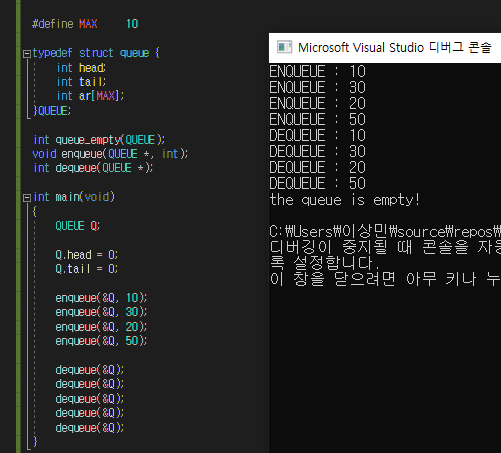 #define MAX 10
typedef struct queue {
int head;
int tail;
int ar[MAX];
}QUEUE;
int queue_empty(QUEUE);
void enqueue(QUEUE *, int);
int dequeue(QUEUE *);
int main(void)
{
QUEUE Q;
Q.head = 0;
Q.tail = 0;
enqueue(&Q, 10);
enqueue(&Q, 30);
enqueue(&Q, 20);
enqueue(&Q, 50);
dequeue(&Q);
dequeue(&Q);
dequeue(&Q);
dequeue(&Q);
dequeue(&Q);
}
Microsoft Visual Studio 디버그 콘솔
ENQUEUE : 10
ENQUEUE : 30
ENQUEUE : 20
ENQUEUE : 50
DEQUEUE : 10
DEQUEUE : 30
DEQUEUE : 20
DEQUEUE : 50
the queue is empty!
C:₩Users₩이상민₩source₩repos₩
디버깅이 중지될 때 콘솔을 자동
록 설정합니다.
이 창을 닫으려면 아무 키나 누